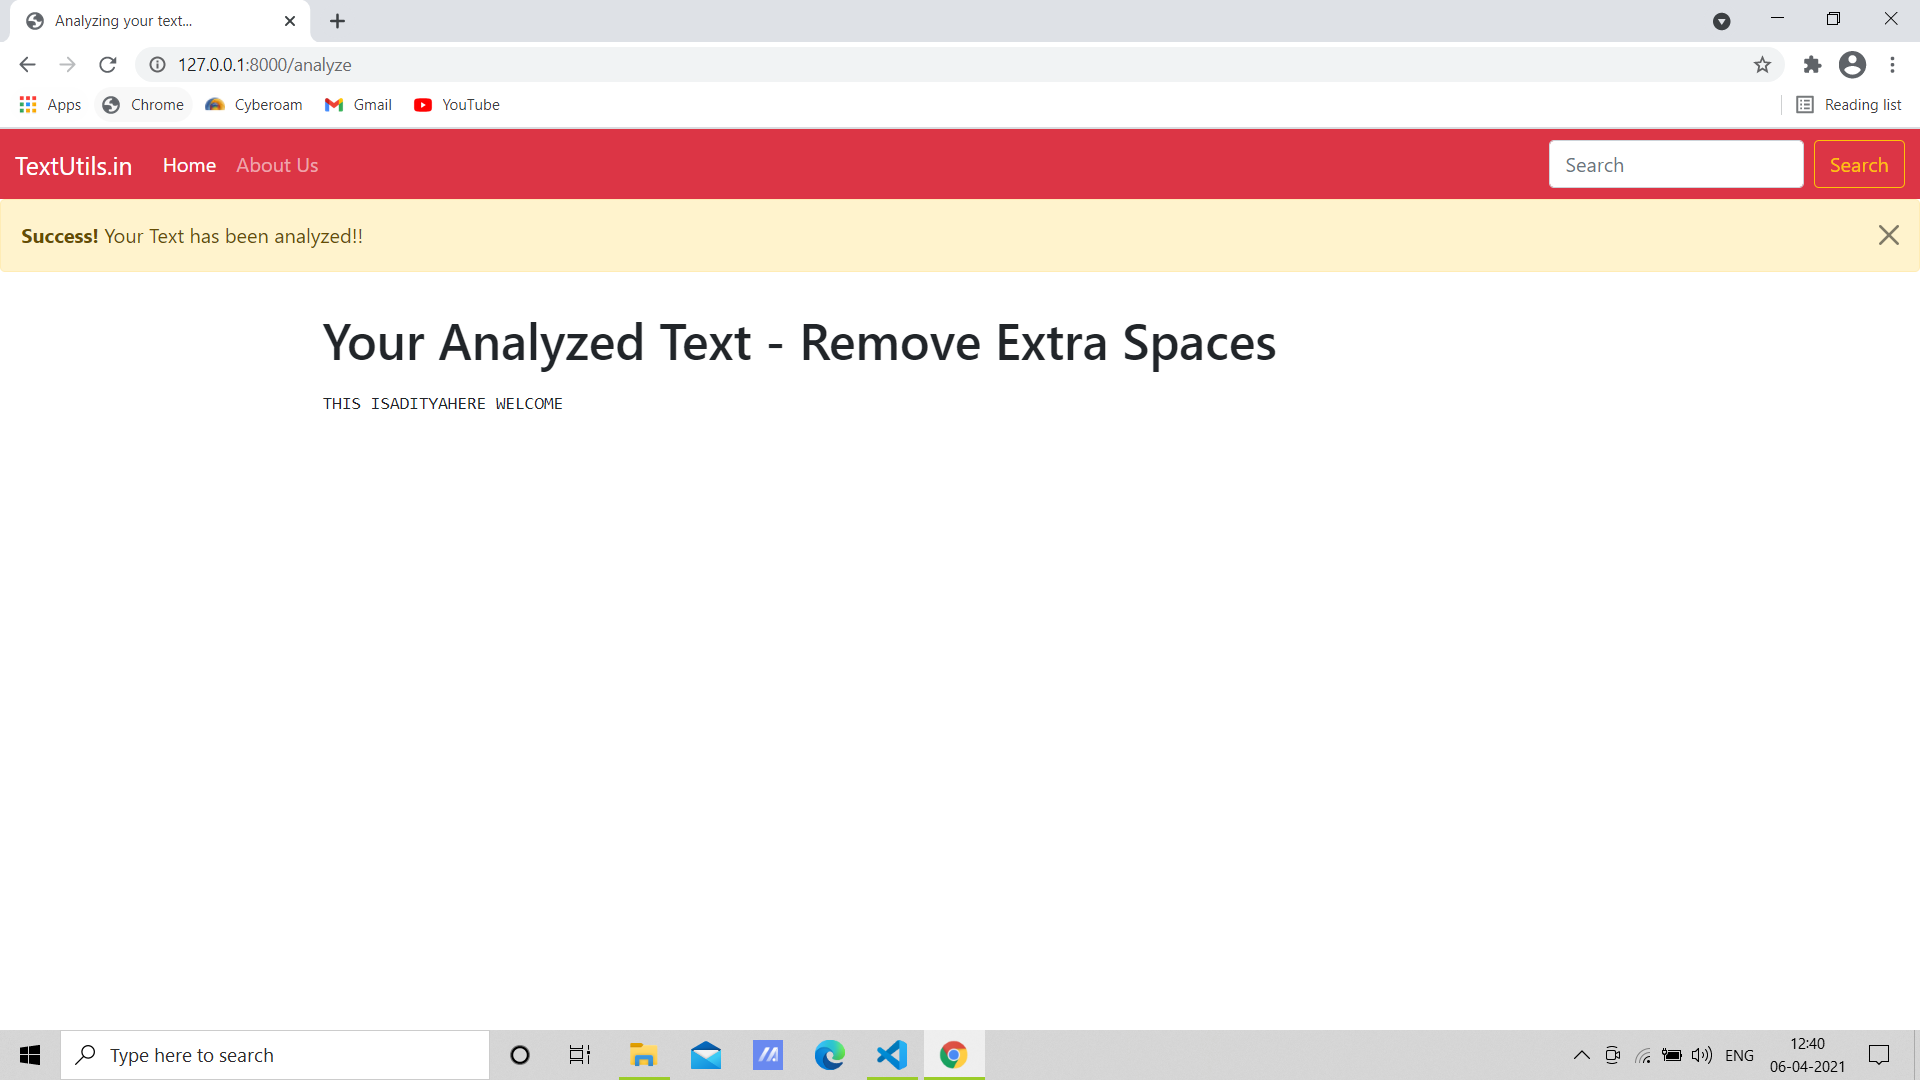 Analyzing your text...
127.0.0.1:8000/analyze
Apps Chrome Cyberoam Gmail YouTube Reading list
TextUtils.in Home About Us Search Search
Success! Your Text has been analyzed!!
Your Analyzed Text - Remove Extra Spaces
THIS ISADITYAHERE WELCOME
Type here to search ENG 12:40
06-04-2021